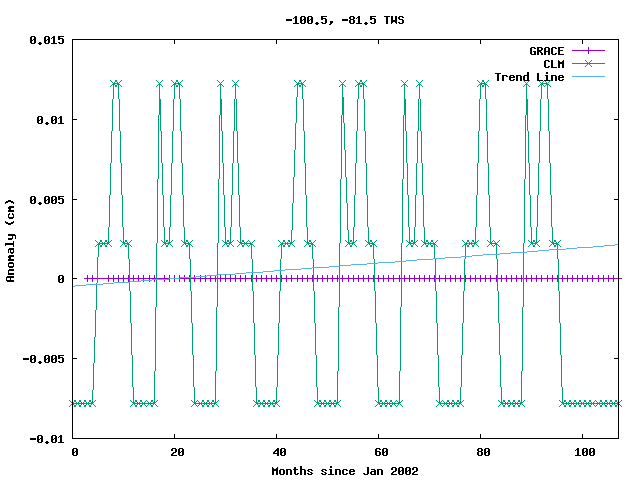 -100.5, -81.5 TWS
GRACE
CLM
Trend Line
0.015
0.01
0.005
0
-0.005
-0.01
Anomaly (cm)
0 20 40 60 80 100
Months since Jan 2002